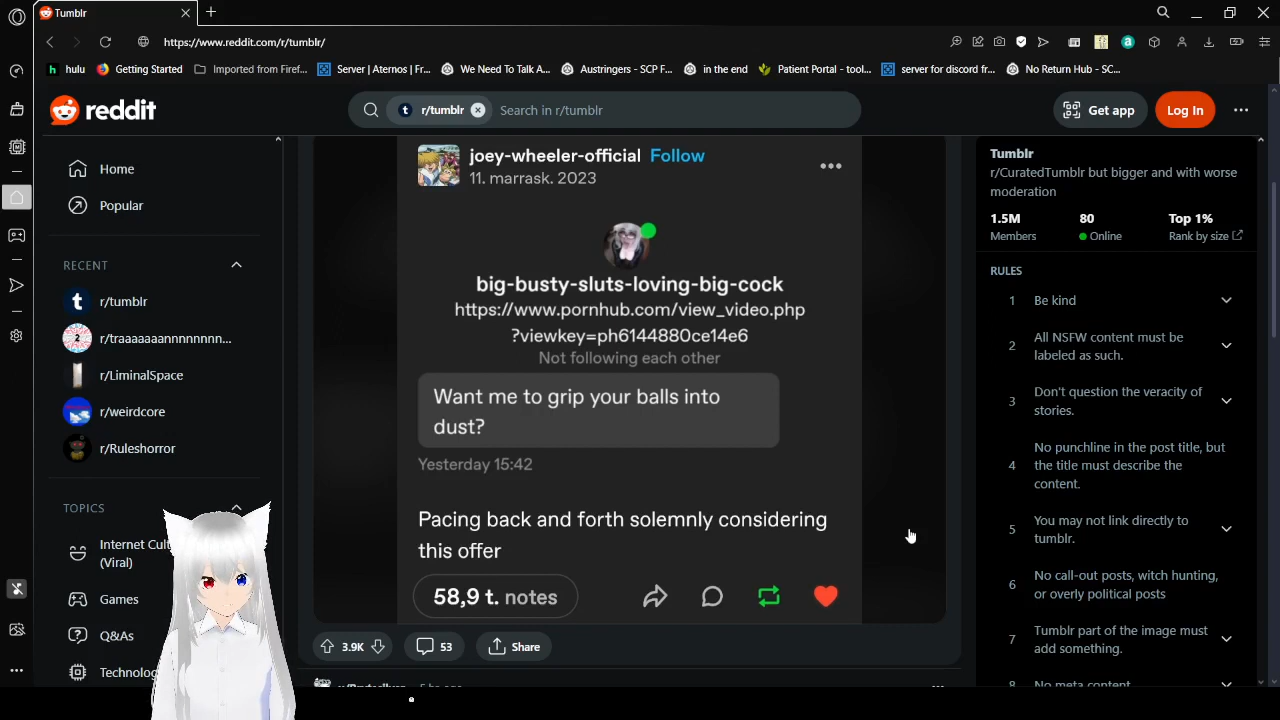 Tumblr
https://www.reddit.com/r/tumblr/
hulu
Getting Started
Imported from Firef...
Server | Aternos | Fr...
We Need To Talk A...
Austringers - SCP F...
in the end
Patient Portal - tool...
server for discord fr...
No Return Hub - SC...
reddit
r/tumblr
Search in r/tumblr
Get app
Log In
Home
Popular
RECENT
r/tumblr
r/traaaaaaannnnnnnn...
r/LiminalSpace
r/weirdcore
r/Ruleshorror
TOPICS
Internet Cul
(Viral)
Games
Q&As
Technolog
joey-wheeler-official Follow
11. marrask. 2023
big-busty-sluts-loving-big-cock
https://www.pornhub.com/view_video.php
?viewkey=ph6144880ce14e6
Not following each other
Want me to grip your balls into
dust?
Yesterday 15:42
Pacing back and forth solemnly considering
this offer
58,9 t. notes
3.9K
53
Share
Tumblr
r/CuratedTumblr but bigger and with worse
moderation
1.5M
Members
80
Online
Top 1%
Rank by size
RULES
1 Be kind
2 All NSFW content must be
labeled as such.
3 Don't question the veracity of
stories.
4 No punchline in the post title, but
the title must describe the
content.
5 You may not link directly to
tumblr.
6 No call-out posts, witch hunting,
or overly political posts
7 Tumblr part of the image must
add something.
8 No meta content